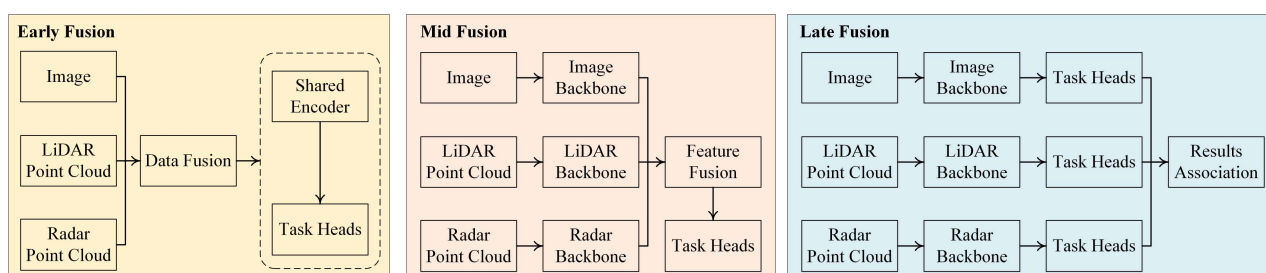 Early Fusion
Image
LiDAR
Point Cloud
Radar
Point Cloud
Data Fusion
Shared
Encoder
Task Heads
Mid Fusion
Image
Image
Backbone
LiDAR
Point Cloud
LiDAR
Backbone
Feature
Fusion
Radar
Point Cloud
Radar
Backbone
Task Heads
Late Fusion
Image
Image
Backbone
Task Heads
LiDAR
Point Cloud
LiDAR
Backbone
Task Heads
Results
Association
Radar
Point Cloud
Radar
Backbone
Task Heads